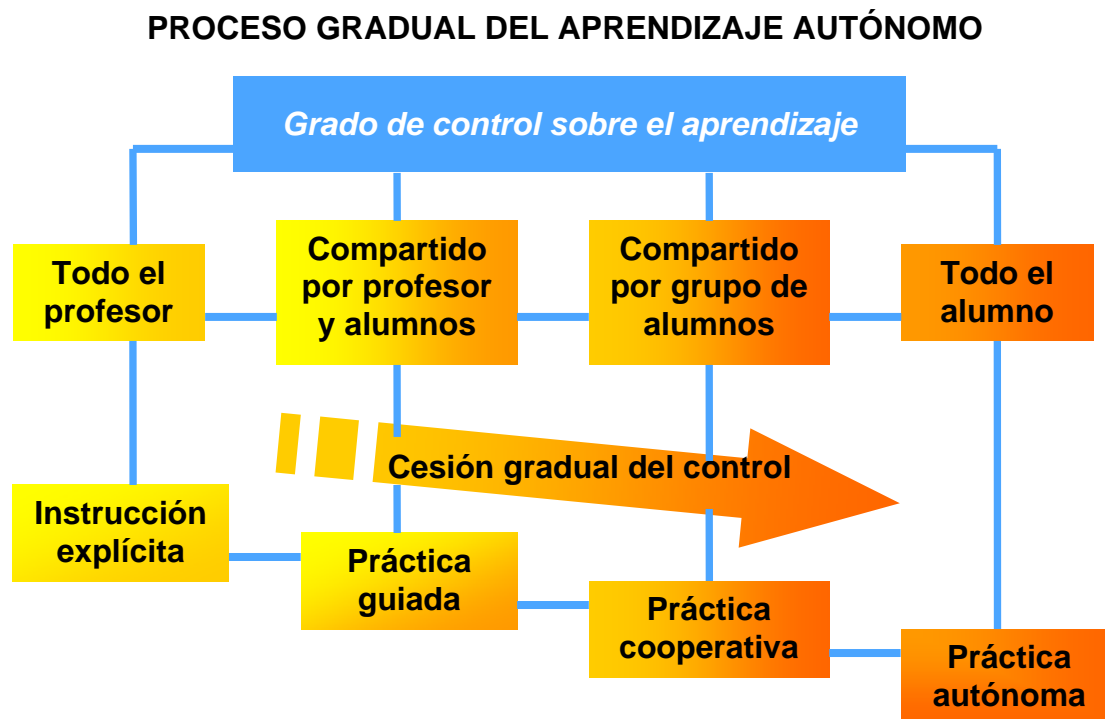 PROCESO GRADUAL DEL APRENDIZAJE AUTÓNOMO
Grado de control sobre el aprendizaje
Todo el
profesor
Compartido
por profesor
y alumnos
Compartido
por grupo de
alumnos
Todo el
alumno
Cesión gradual del control
Instrucción
explícita
Práctica
guiada
Práctica
cooperativa
Práctica
autónoma